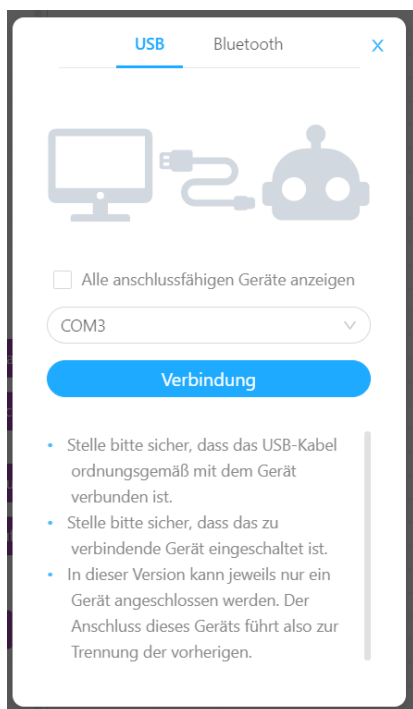 USB Bluetooth X
Alle anschlussfähigen Geräte anzeigen
COM3
Verbindung
• Stelle bitte sicher, dass das USB-Kabel
ordnungsgemäß mit dem Gerät
verbunden ist.
• Stelle bitte sicher, dass das zu
verbindende Gerät eingeschaltet ist.
• In dieser Version kann jeweils nur ein
Gerät angeschlossen werden. Der
Anschluss dieses Geräts führt also zur
Trennung der vorherigen.